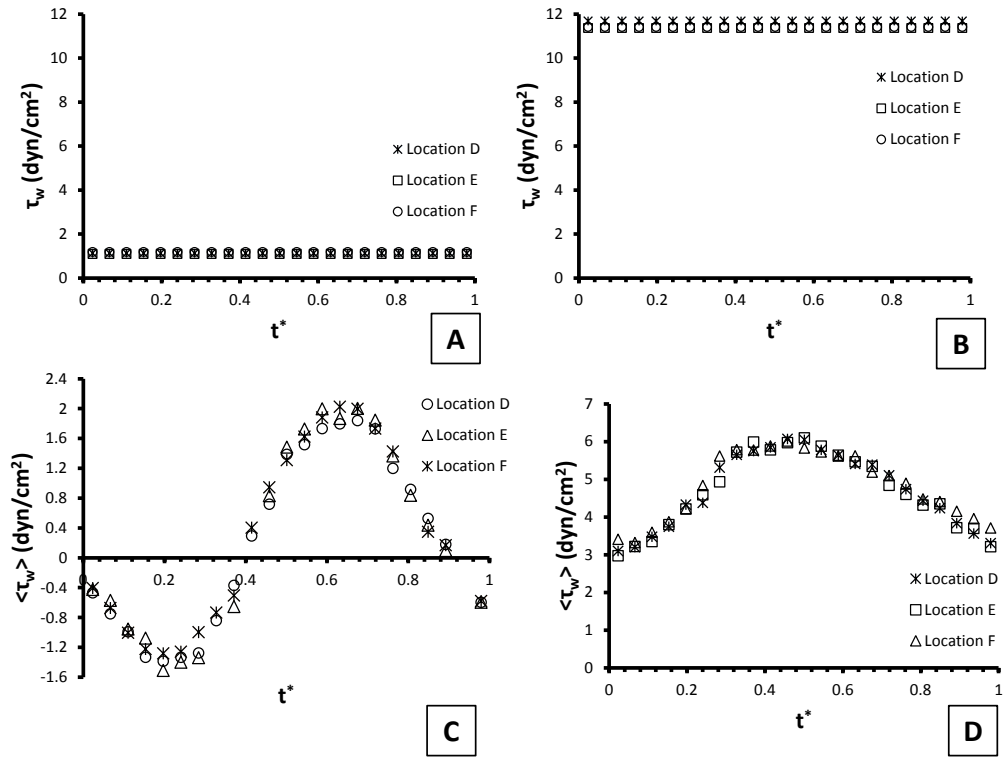 12
10
8
6
4
2
0
τw (dyn/cm²)
Location D
Location E
Location F
0 0.2 0.4 0.6 0.8 1
t*
A
12
10
8
6
4
2
0
τw (dyn/cm²)
Location D
Location E
Location F
0 0.2 0.4 0.6 0.8 1
t*
B
2.4
2
1.6
1.2
0.8
0.4
0
-0.4
-0.8
-1.2
-1.6
<τw> (dyn/cm²)
Location D
Location E
Location F
0 0.2 0.4 0.6 0.8 1
t*
C
7
6
5
4
3
2
1
0
<τw> (dyn/cm²)
Location D
Location E
Location F
0 0.2 0.4 0.6 0.8 1
t*
D